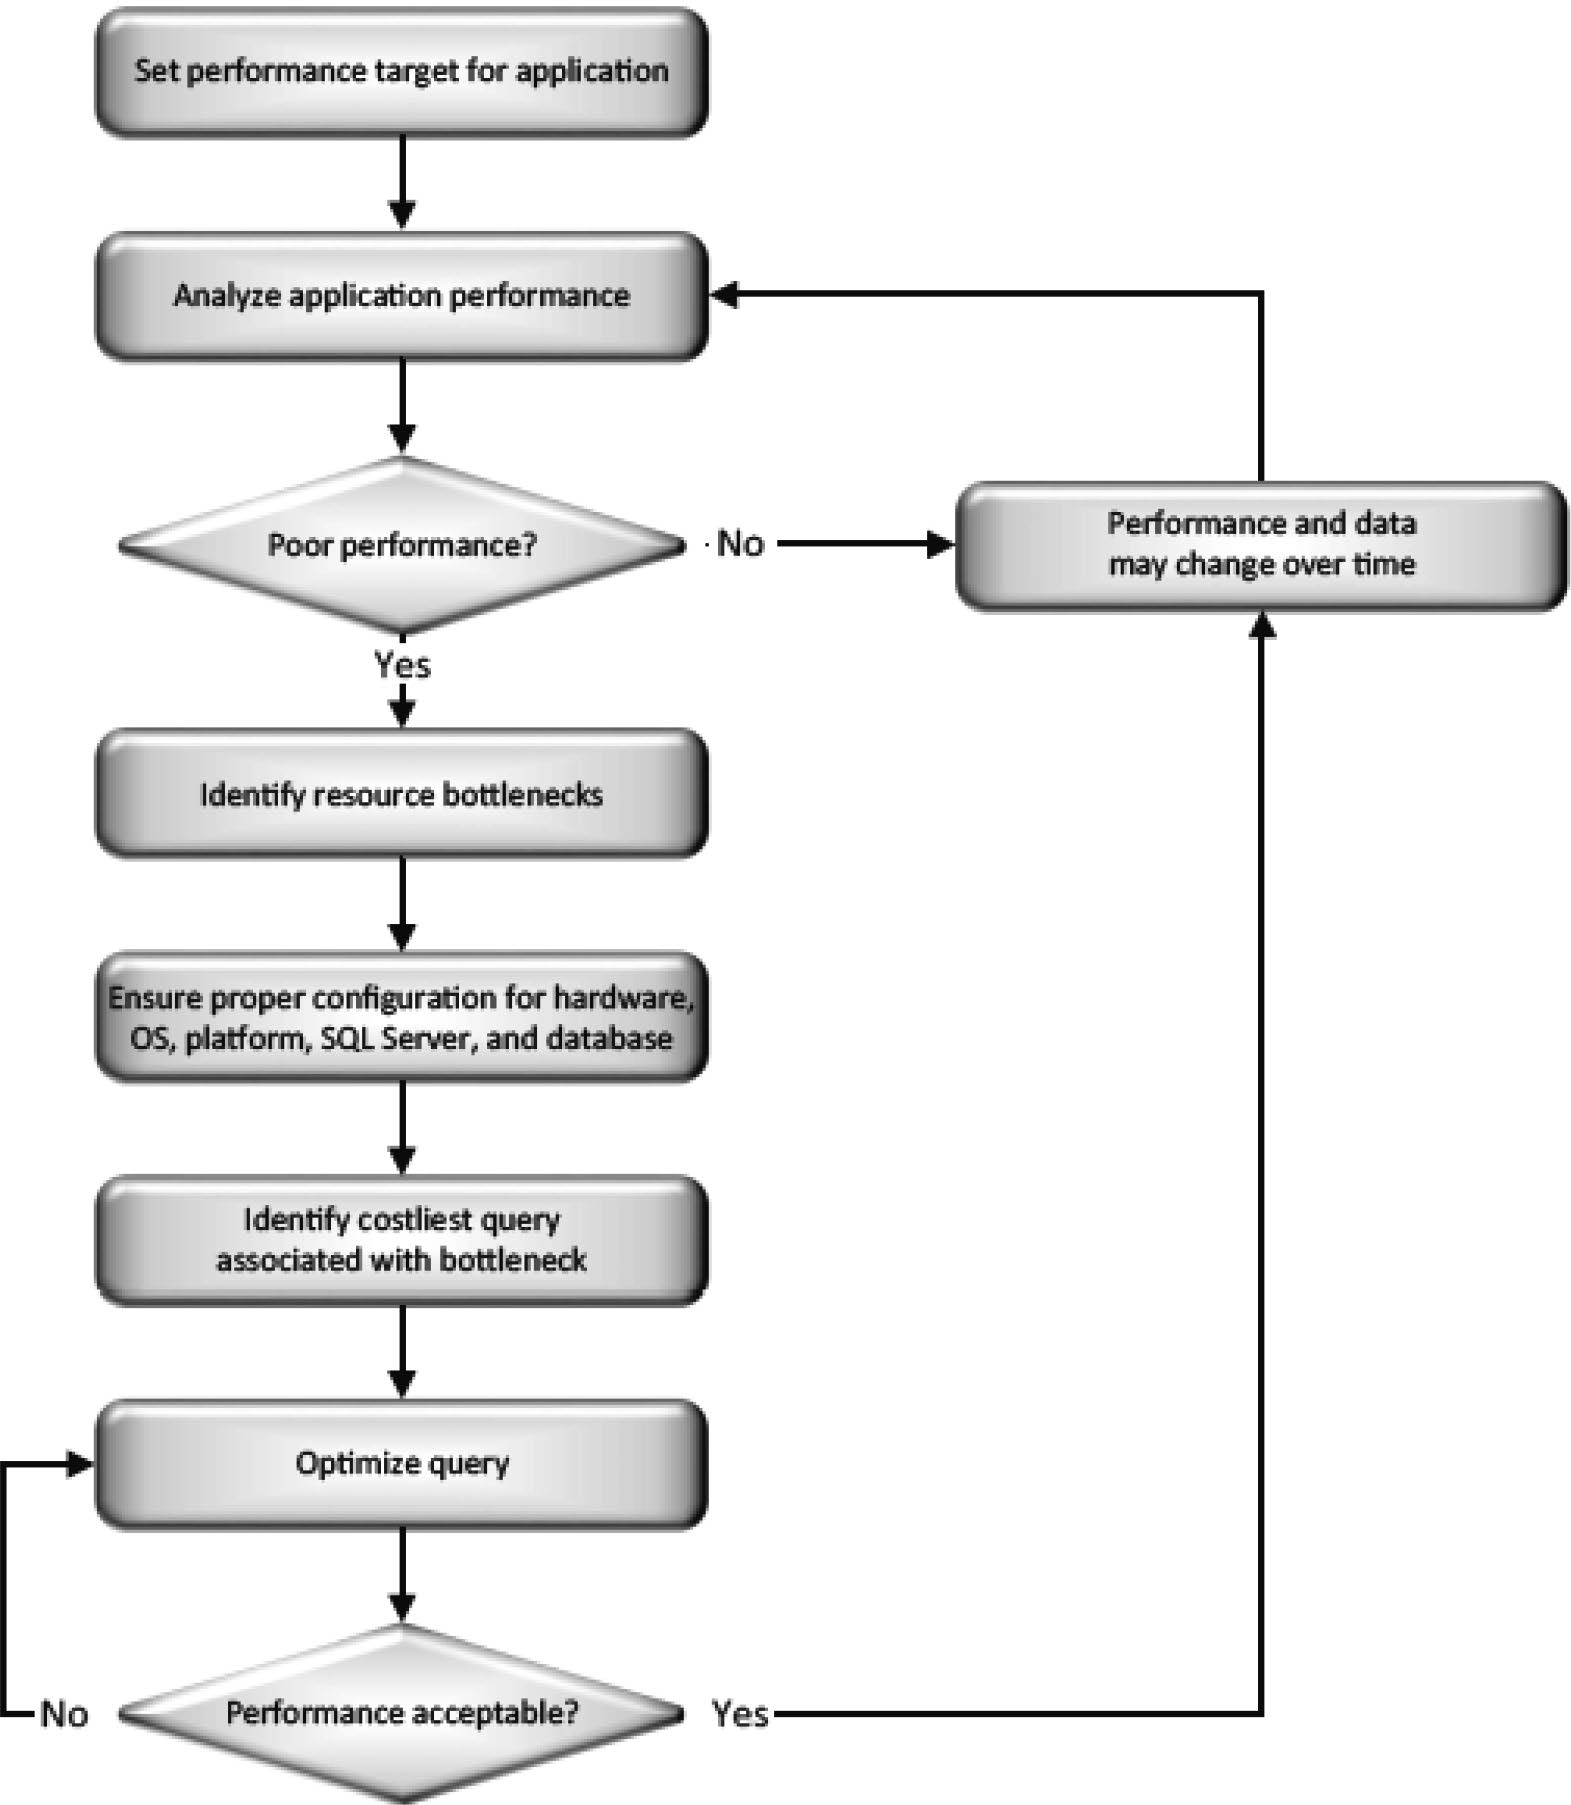 Set performance target for application
Analyze application performance
Poor performance?
No
Performance and data
may change over time
Yes
Identify resource bottlenecks
Ensure proper configuration for hardware,
OS, platform, SQL Server, and database
Identify costliest query
associated with bottleneck
Optimize query
Performance acceptable?
No
Yes